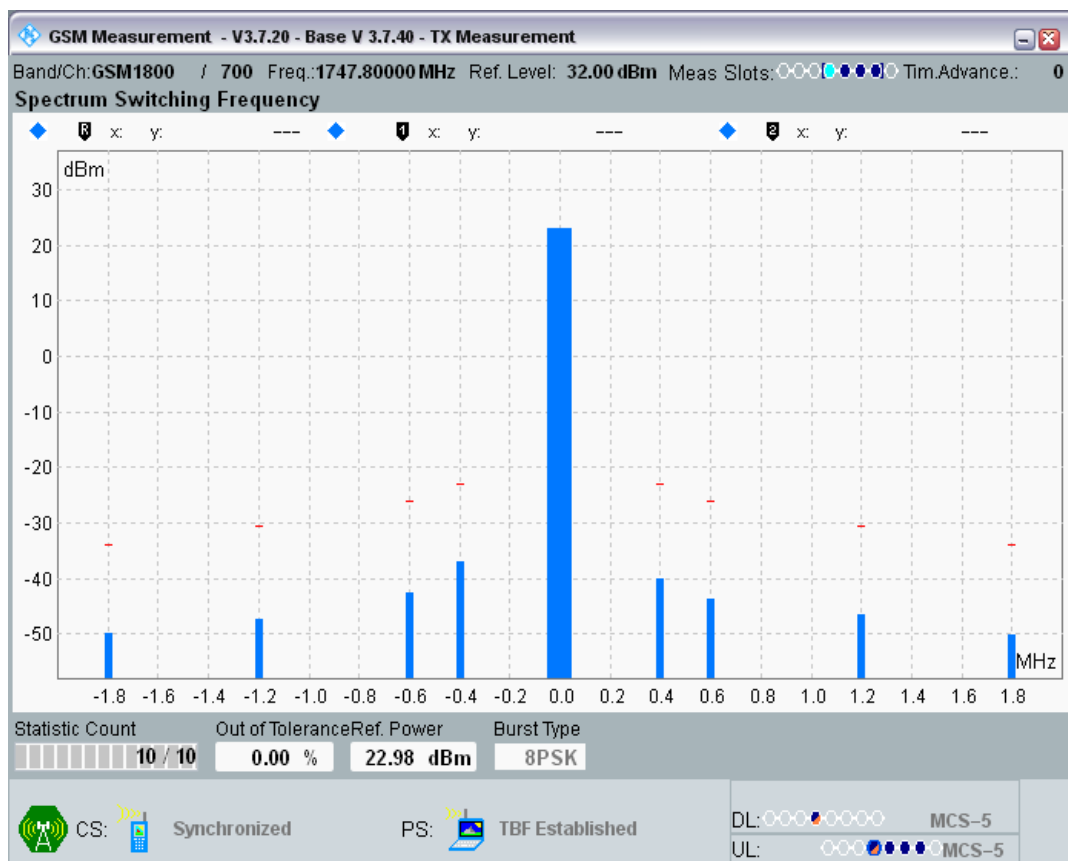 GSM Measurement - V3.7.20 - Base V 3.7.40 - TX Measurement
Band/Ch:GSM1800 / 700 Freq.:1747.80000 MHz Ref. Level: 32.00 dBm Meas Slots: Tim.Advance.: 0
Spectrum Switching Frequency
R x: y: --- 1 x: y: --- 2 x: y: ---
dBm
30
20
10
0
-10
-20
-30
-40
-50
MHz
-1.8 -1.6 -1.4 -1.2 -1.0 -0.8 -0.6 -0.4 -0.2 0.0 0.2 0.4 0.6 0.8 1.0 1.2 1.4 1.6 1.8
Statistic Count Out of Tolerance Ref. Power Burst Type
10 / 10 0.00 % 22.98 dBm 8PSK
CS: Synchronized PS: TBF Established DL: MCS-5
UL: MCS-5